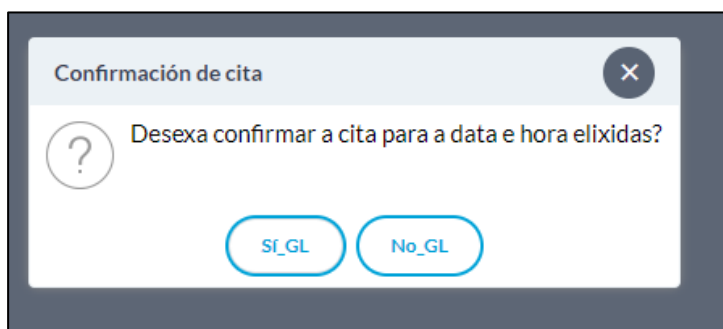 Confirmación de cita
Desexa confirmar a cita para a data e hora elixidas?
Sí_GL No_GL